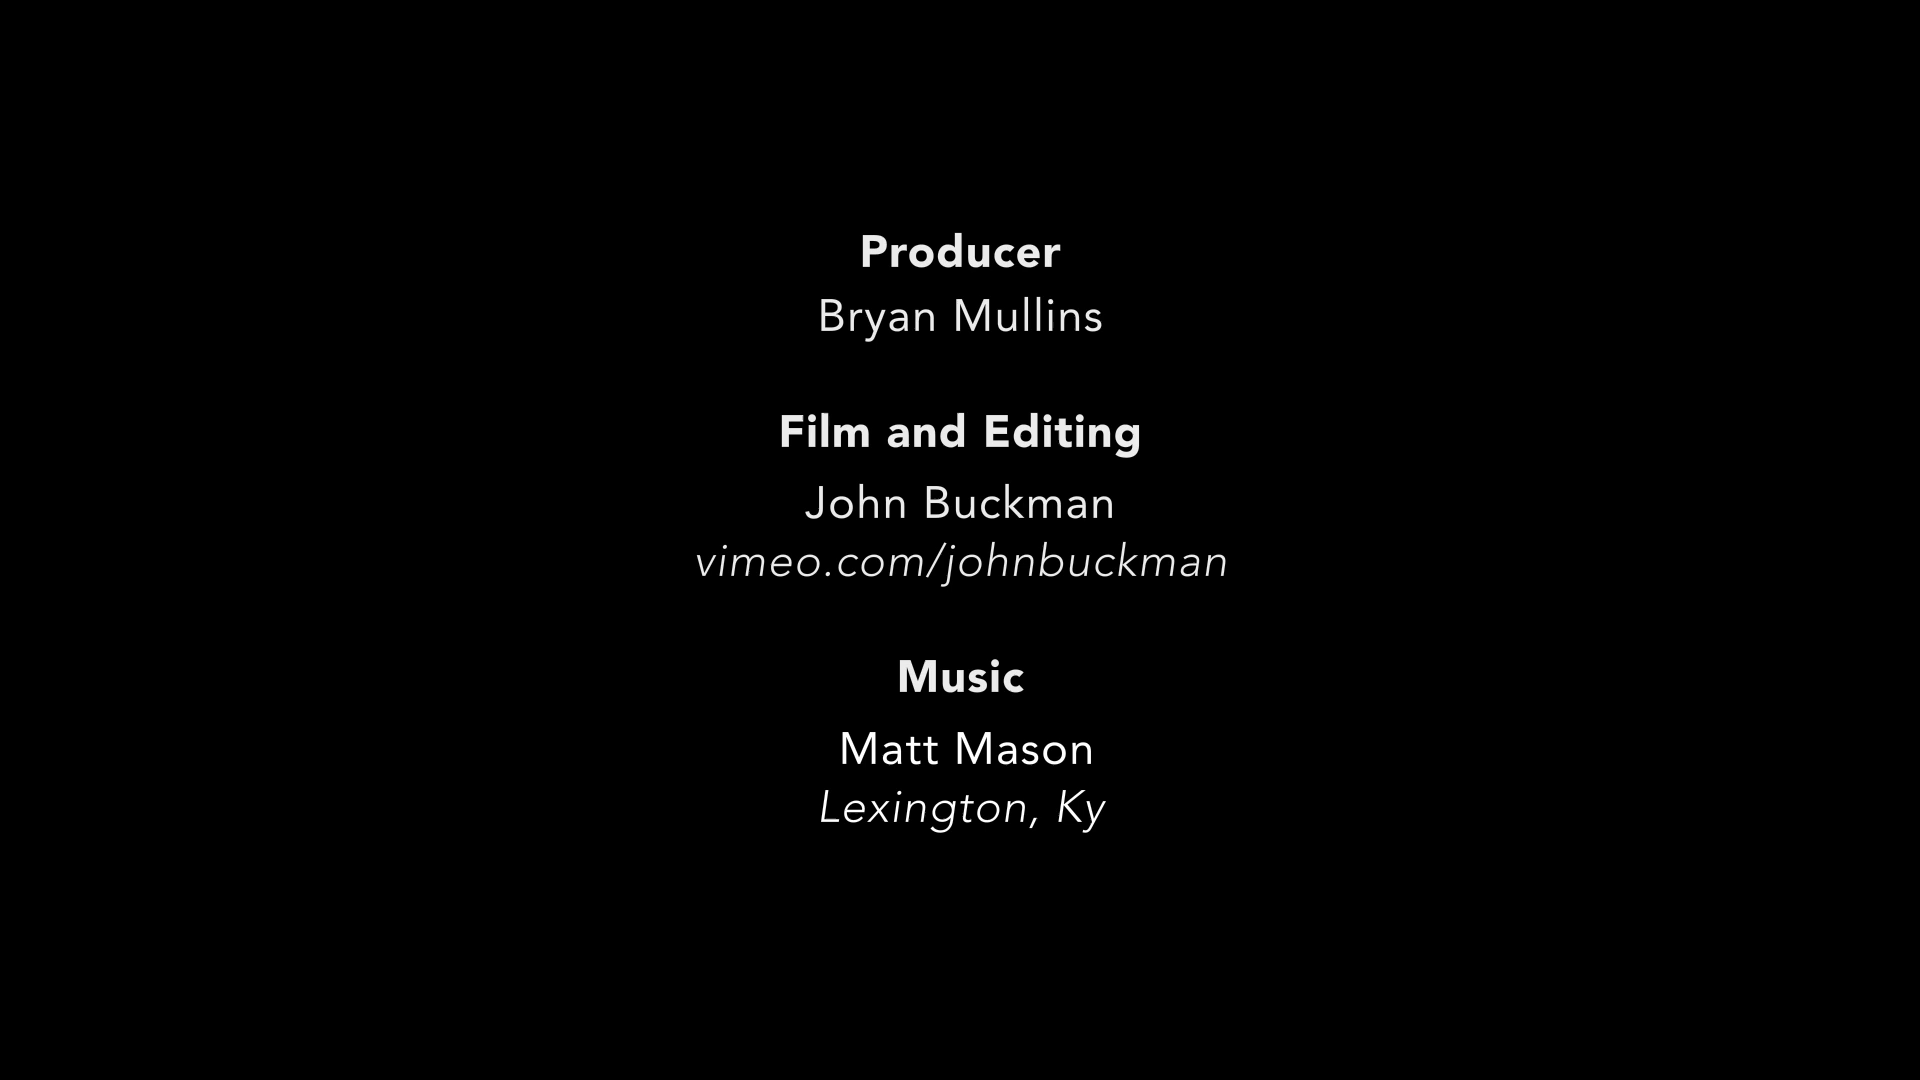 Producer
Bryan Mullins
Film and Editing
John Buckman
vimeo.com/johnbuckman
Music
Matt Mason
Lexington, Ky